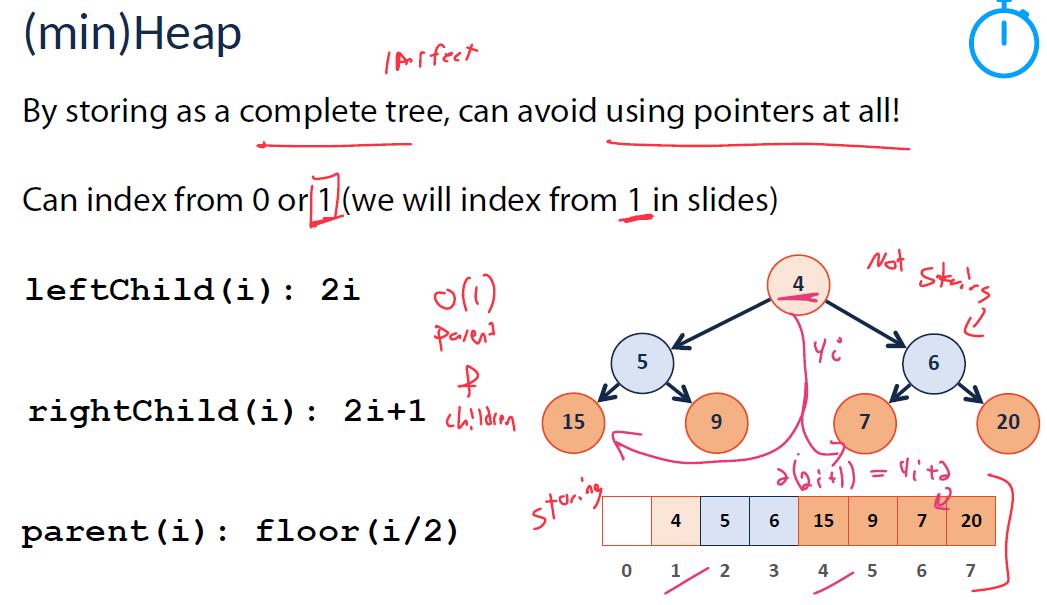 (min)Heap
By storing as a complete tree, can avoid using pointers at all!
Can index from 0 or 1 (we will index from 1 in slides)
leftChild(i): 2i
O(1)
parent
&
children
rightChild(i): 2i+1
parent(i): floor(i/2)
Not
storing
4
4i
5
6
15
9
7
20
2(2i+1) = 4i+2
storing
4 5 6 15 9 7 20
0 1 2 3 4 5 6 7